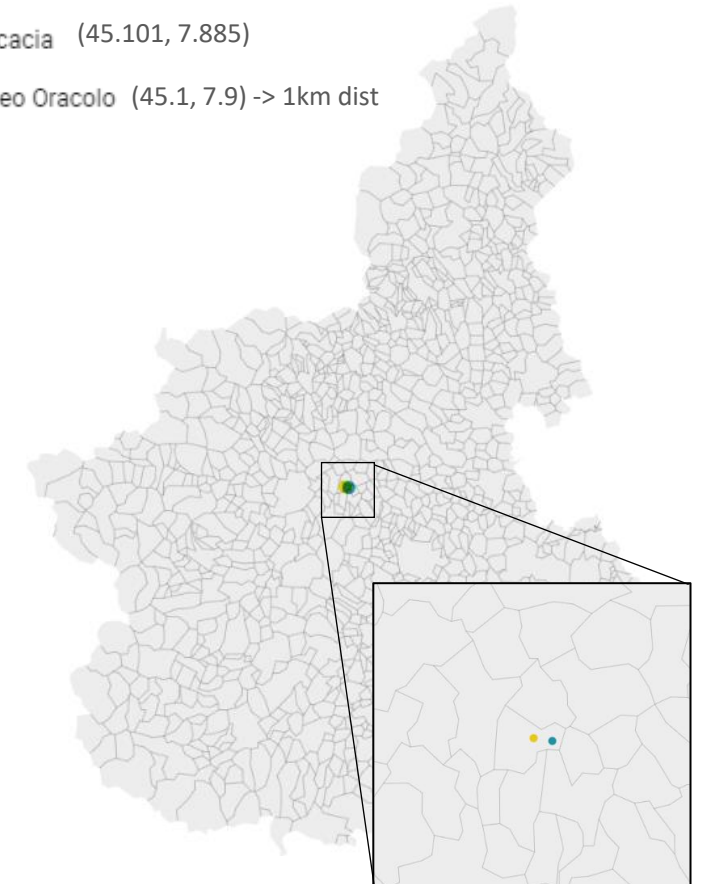 cacia (45.101, 7.885)
eo Oracolo (45.1, 7.9) -> 1km dist